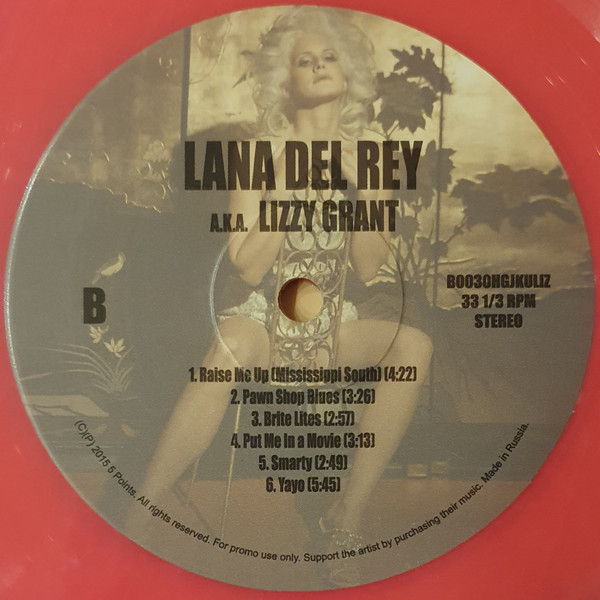 LANA DEL REY
A.K.A. LIZZY GRANT
B
B0030HGJKULIZ
33 1/3 RPM
STEREO
1. Raise Me Up (Mississippi South) (4:22)
2. Pawn Shop Blues (3:26)
3. Brite Lites (2:57)
4. Put Me In a Movie (3:13)
5. Smarty (2:49)
6. Yayo (5:45)
(C)(P) 2015 5 Points. All rights reserved. For promo use only. Support the artist by purchasing their music. Made in Russia.